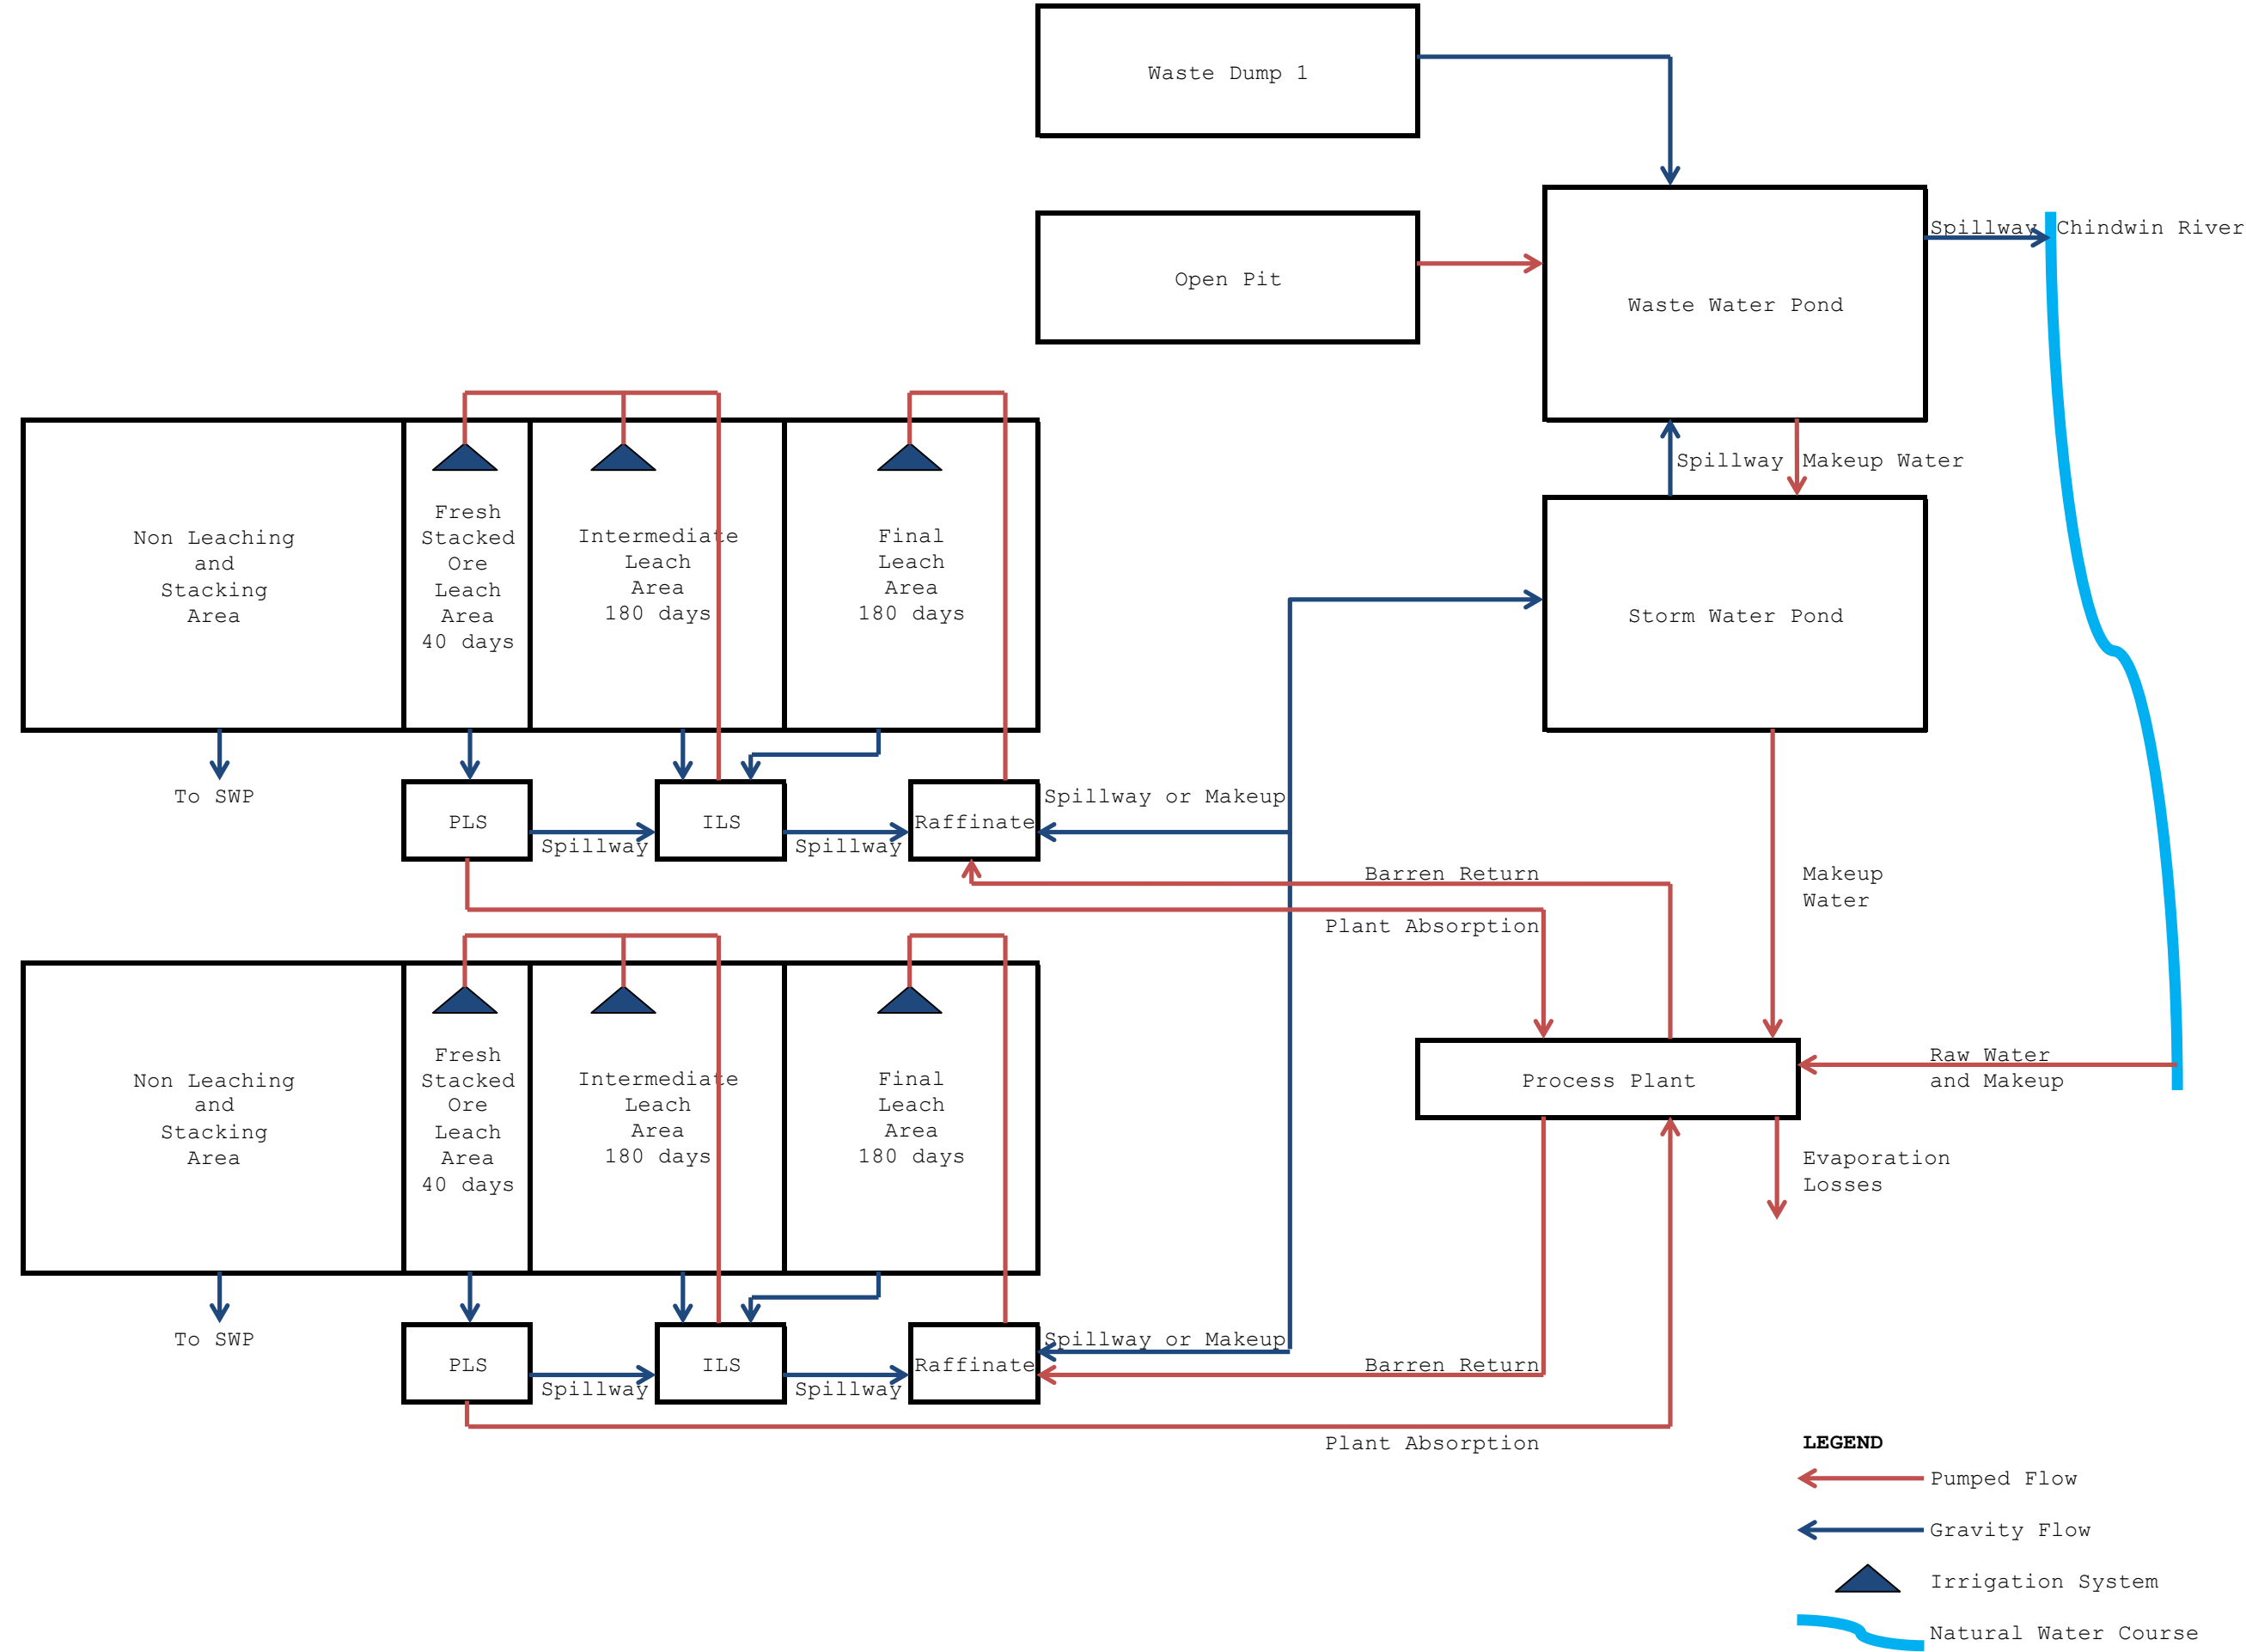 Waste Dump 1
Spillway
Chindwin River
Open Pit
Waste Water Pond
Spillway
Makeup Water
Non Leaching
and
Stacking
Area
Fresh
Stacked
Ore
Leach
Area
40 days
Intermediate
Leach
Area
180 days
Final
Leach
Area
180 days
Storm Water Pond
To SWP
PLS
Spillway
ILS
Spillway
Raffinate
Spillway or Makeup
Barren Return
Plant Absorption
Makeup
Water
Non Leaching
and
Stacking
Area
Fresh
Stacked
Ore
Leach
Area
40 days
Intermediate
Leach
Area
180 days
Final
Leach
Area
180 days
Process Plant
Raw Water
and Makeup
Evaporation
Losses
To SWP
PLS
Spillway
ILS
Spillway
Raffinate
Spillway or Makeup
Barren Return
Plant Absorption
LEGEND
Pumped Flow
Gravity Flow
Irrigation System
Natural Water Course